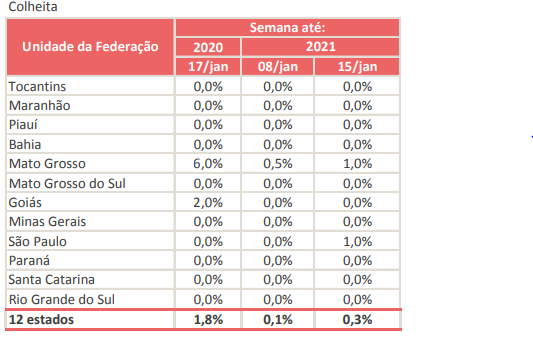 Colheita
Unidade da Federação Semana até:
2020 2021
17/jan 08/jan 15/jan
Tocantins 0,0% 0,0% 0,0%
Maranhão 0,0% 0,0% 0,0%
Piauí 0,0% 0,0% 0,0%
Bahia 0,0% 0,0% 0,0%
Mato Grosso 6,0% 0,5% 1,0%
Mato Grosso do Sul 0,0% 0,0% 0,0%
Goiás 2,0% 0,0% 0,0%
Minas Gerais 0,0% 0,0% 0,0%
São Paulo 0,0% 0,0% 1,0%
Paraná 0,0% 0,0% 0,0%
Santa Catarina 0,0% 0,0% 0,0%
Rio Grande do Sul 0,0% 0,0% 0,0%
12 estados 1,8% 0,1% 0,3%